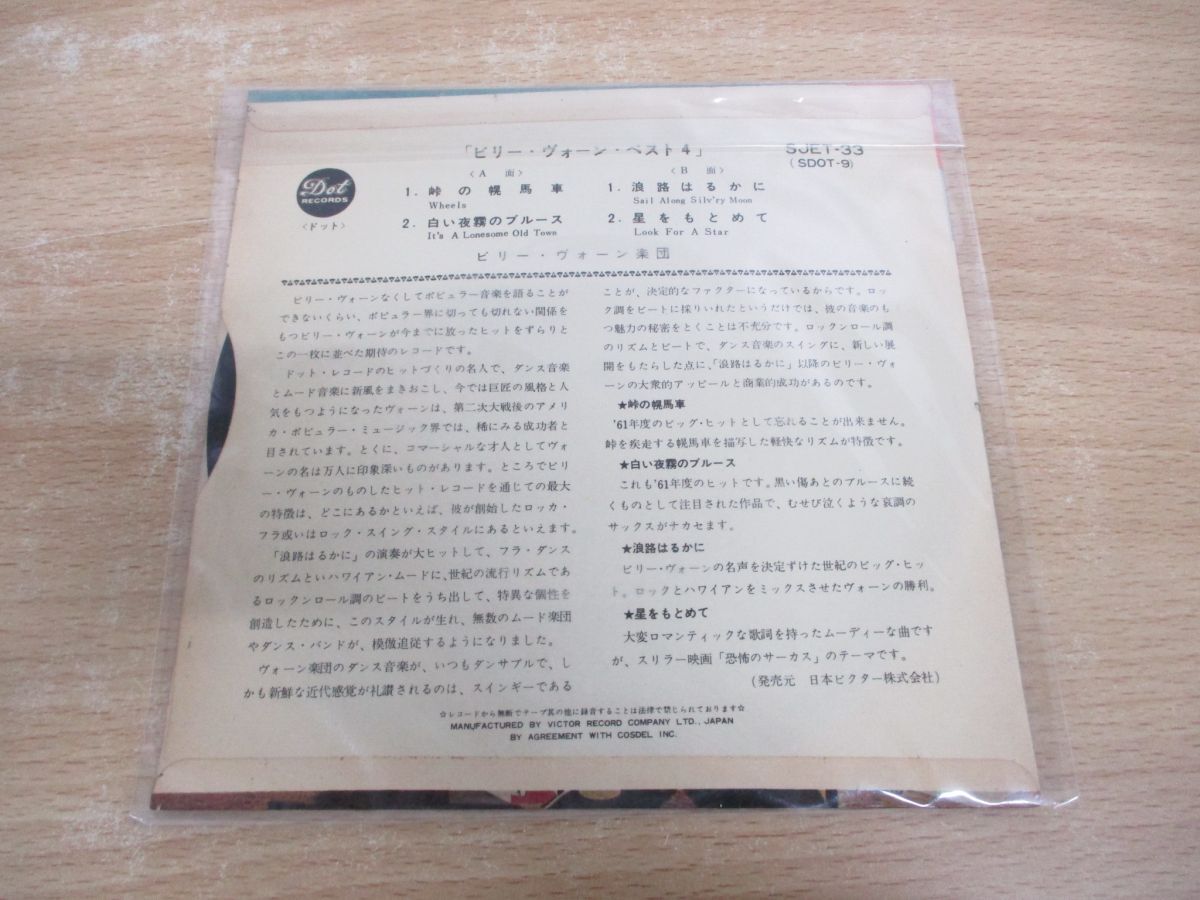 「ビリー・ヴォーン・ベスト4」
SJET-33
(SDOT-9)
Dot
RECORDS
〈ドット〉
〈A 面〉
1. 峠の幌馬車
Wheels
2. 白い夜霧のブルース
It's A Lonesome Old Town
〈B 面〉
1. 浪路はるかに
Sail Along Silv'ry Moon
2. 星をもとめて
Look For A Star
ビリー・ヴォーン楽団
ビリー・ヴォーンなくしてポピュラー音楽を語ることが
できないくらい、ポピュラー界に切っても切れない関係を
もつビリー・ヴォーンが今までに放ったヒットをずらりと
この一枚に並べた期待のレコードです。
ドット・レコードのヒットづくりの名人で、ダンス音楽
とムード音楽に新風をまきおこし、今では巨匠の風格と人
気をもつようになったヴォーンは、第二次大戦後のアメリ
カ・ポピュラー・ミュージック界では、稀にみる成功者と
目されています。とくに、コマーシャルな才人としてヴォ
ーンの名は万人に印象深いものがあります。ところでビリ
ー・ヴォーンのものしたヒット・レコードを通じての最大
の特徴は、どこにあるかといえば、彼が創始したロッカ・
フラ或いはロック・スイング・スタイルにあるといえます。
「浪路はるかに」の演奏が大ヒットして、フラ・ダンス
のリズムといハワイアン・ムードに、世紀の流行リズムであ
るロックンロール調のビートをうち出して、特異な個性を
創造したために、このスタイルが生れ、無数のムード楽団
やダンス・バンドが、模倣追従するようになりました。
ヴォーン楽団のダンス音楽が、いつもダンサブルで、し
かも新鮮な近代感覚が礼讃されるのは、スインギーである
ことが、決定的なファクターになっているからです。ロッ
ク調をビートに採りいれたというだけでは、彼の音楽のも
つ魅力の秘密をとくことは不充分です。ロックンロール調
のリズムとビートで、ダンス音楽のスイングに、新しい展
開をもたらした点に、「浪路はるかに」以降のビリー・ヴォ
ーンの大衆的アッピールと商業的成功があるのです。
★峠の幌馬車
'61年度のビッグ・ヒットとして忘れることが出来ません。
峠を疾走する幌馬車を描写した軽快なリズムが特徴です。
★白い夜霧のブルース
これも'61年度のヒットです。黒い傷あとのブルースに続
くものとして注目された作品で、むせび泣くような哀調の
サックスがナカセます。
★浪路はるかに
ビリー・ヴォーンの名声を決定ずけた世紀のビッグ・ヒッ
ト。ロックとハワイアンをミックスさせたヴォーンの勝利。
★星をもとめて
大変ロマンティックな歌詞を持ったムーディーな曲です
が、スリラー映画「恐怖のサーカス」のテーマです。
(発売元 日本ビクター株式会社)
☆レコードから無断でテープ其の他に録音することは法律で禁じられております☆
MANUFACTURED BY VICTOR RECORD COMPANY LTD., JAPAN
BY AGREEMENT WITH COSDEL INC.